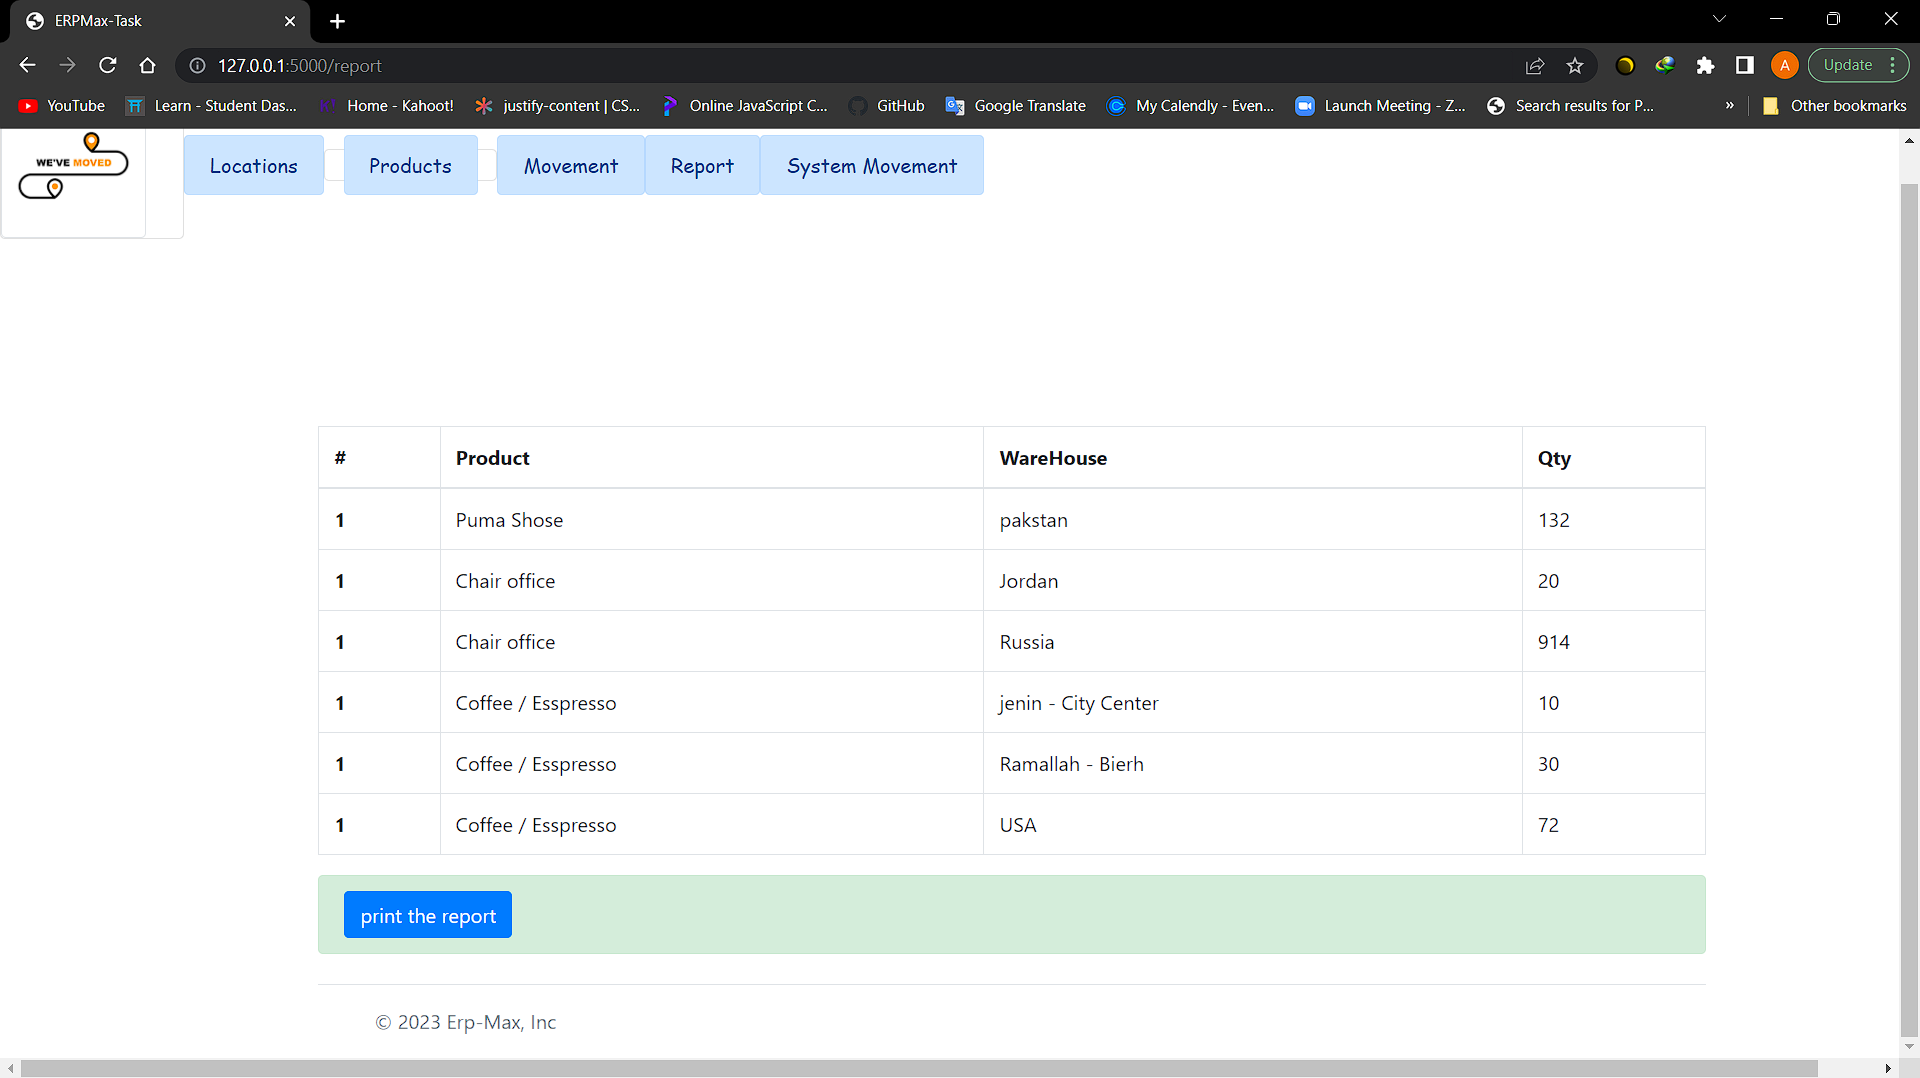 ERPMax-Task
127.0.0.1:5000/report
Update
YouTube
Learn - Student Das...
Home - Kahoot!
justify-content | CS...
Online JavaScript C...
GitHub
Google Translate
My Calendly - Even...
Launch Meeting - Z...
Search results for P...
»
Other bookmarks
A
WE'VE MOVED
Locations
Products
Movement
Report
System Movement
# Product WareHouse Qty
1 Puma Shose pakstan 132
1 Chair office Jordan 20
1 Chair office Russia 914
1 Coffee / Esspresso jenin - City Center 10
1 Coffee / Esspresso Ramallah - Bierh 30
1 Coffee / Esspresso USA 72
print the report
© 2023 Erp-Max, Inc